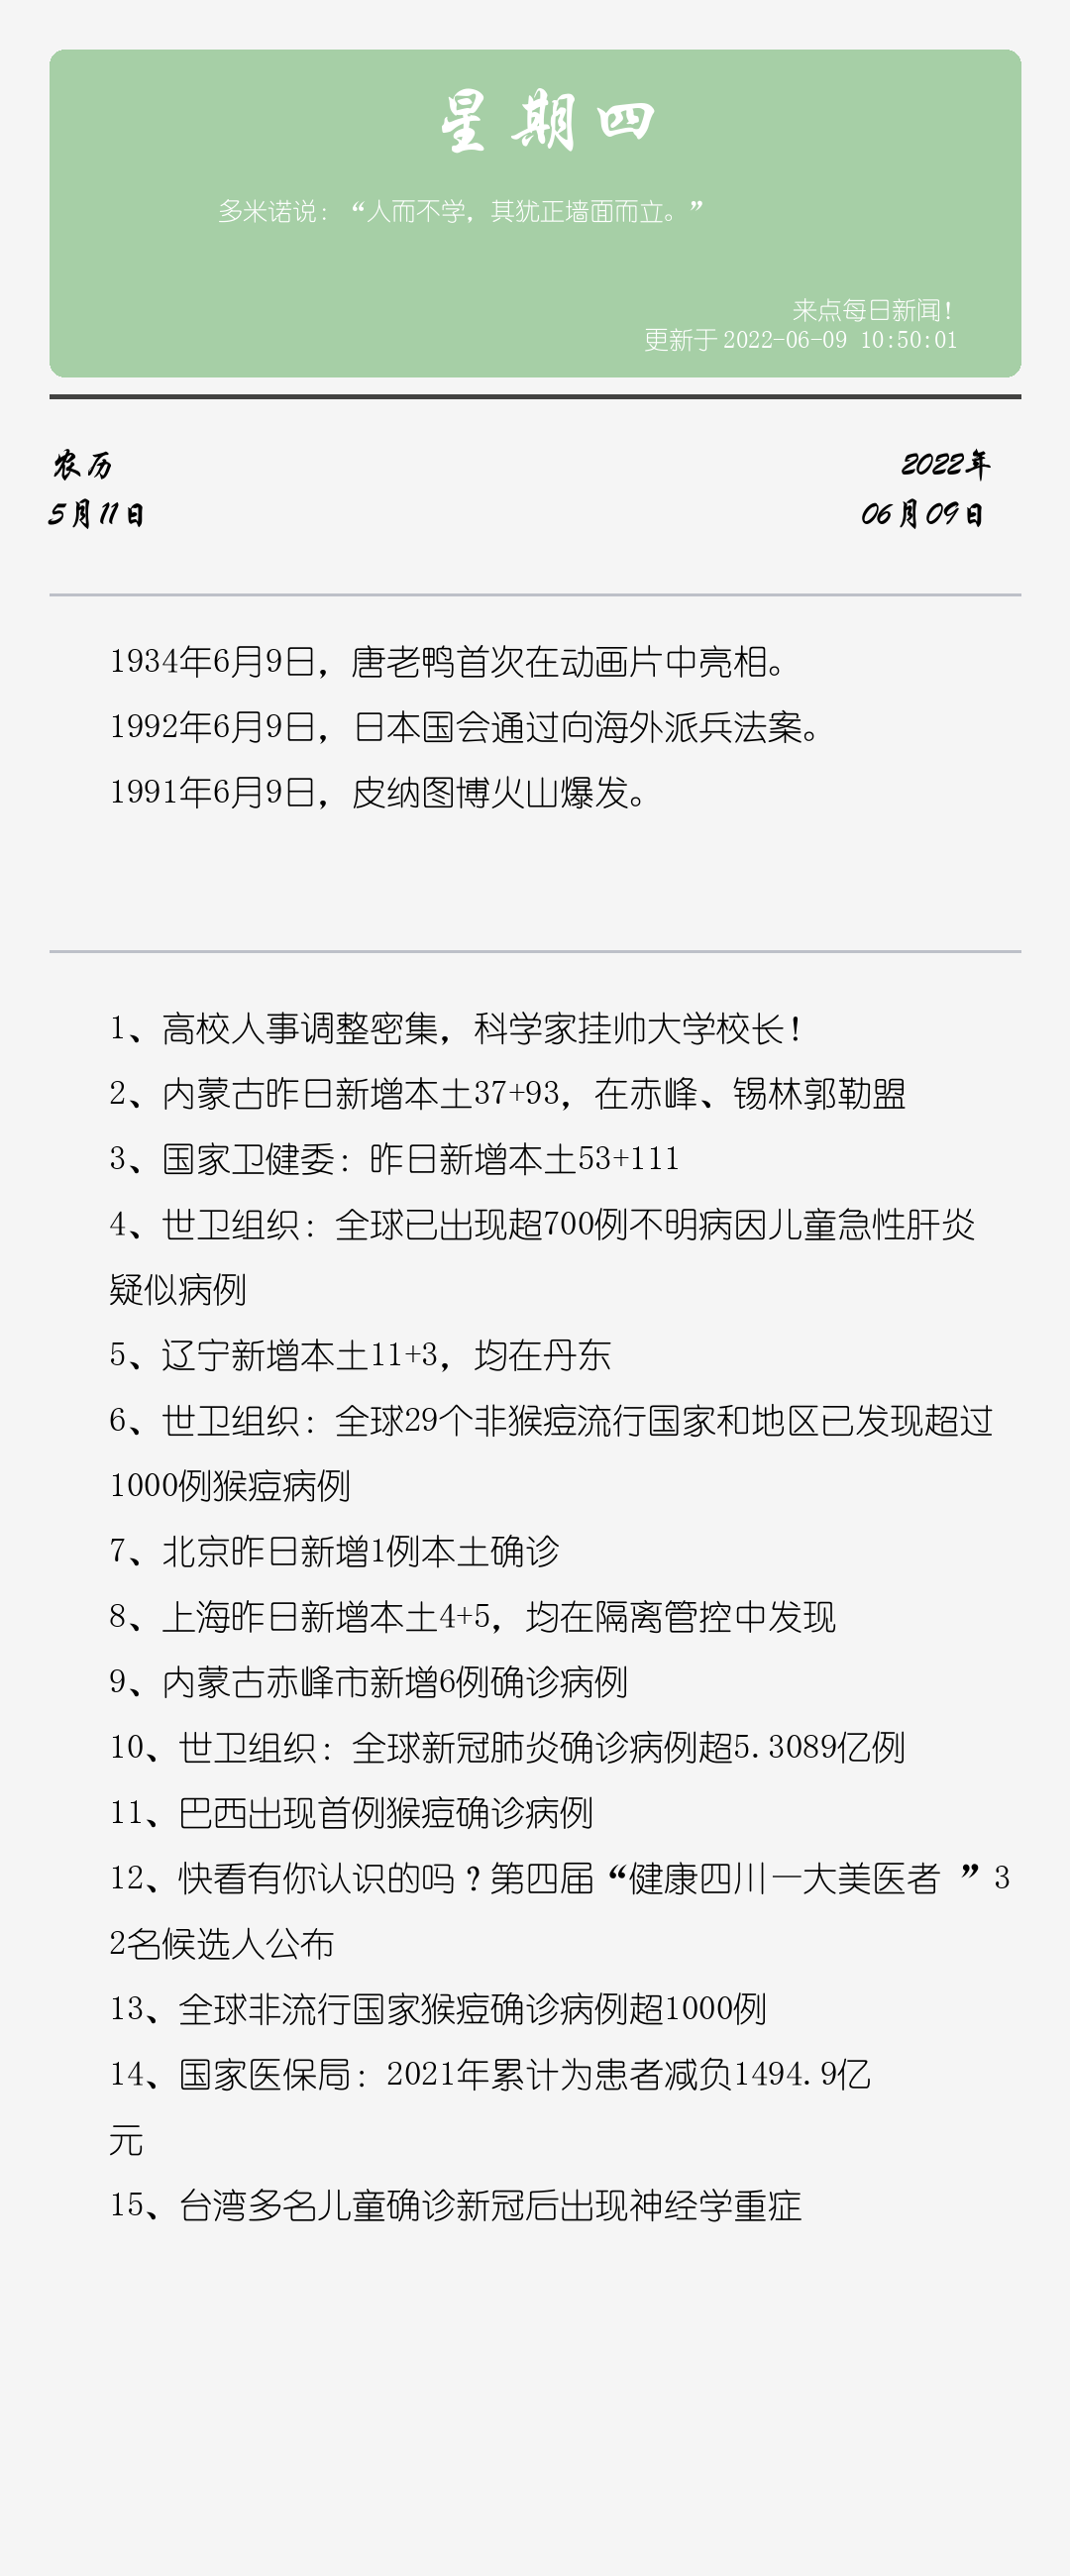 星期四
多米诺说：“人而不学，其犹正墙面而立。”
来点每日新闻！
更新于 2022-06-09 10:50:01
农历
5月11日
2022年
06月09日
1934年6月9日，唐老鸭首次在动画片中亮相。
1992年6月9日，日本国会通过向海外派兵法案。
1991年6月9日，皮纳图博火山爆发。
1、高校人事调整密集，科学家挂帅大学校长！
2、内蒙古昨日新增本土37+93，在赤峰、锡林郭勒盟
3、国家卫健委：昨日新增本土53+111
4、世卫组织：全球已出现超700例不明病因儿童急性肝炎
疑似病例
5、辽宁新增本土11+3，均在丹东
6、世卫组织：全球29个非猴痘流行国家和地区已发现超过
1000例猴痘病例
7、北京昨日新增1例本土确诊
8、上海昨日新增本土4+5，均在隔离管控中发现
9、内蒙古赤峰市新增6例确诊病例
10、世卫组织：全球新冠肺炎确诊病例超5.3089亿例
11、巴西出现首例猴痘确诊病例
12、快看有你认识的吗？第四届“健康四川—大美医者 ”3
2名候选人公布
13、全球非流行国家猴痘确诊病例超1000例
14、国家医保局：2021年累计为患者减负1494.9亿
元
15、台湾多名儿童确诊新冠后出现神经学重症